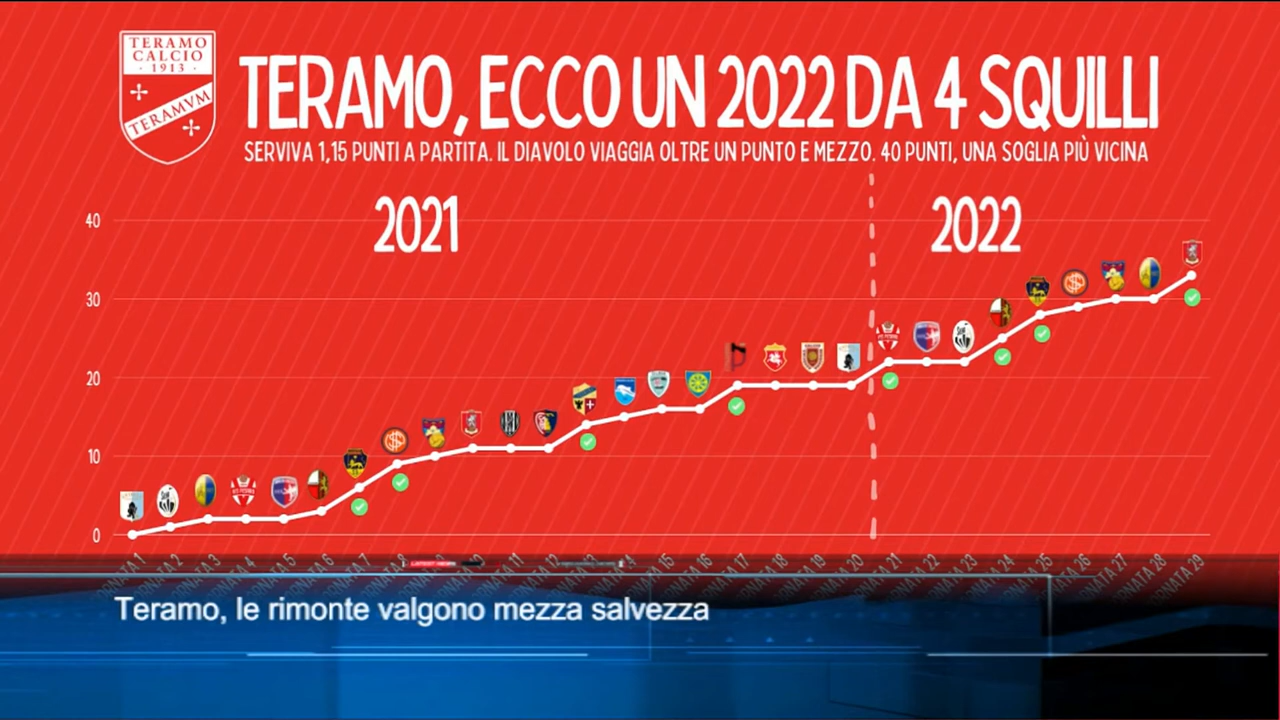 TERAMO
CALCIO
· 1913 ·
TERAMVM
TERAMO, ECCO UN 2022 DA 4 SQUILLI
SERVIVA 1,15 PUNTI A PARTITA. IL DIAVOLO VIAGGIA OLTRE UN PUNTO E MEZZO. 40 PUNTI, UNA SOGLIA PIÙ VICINA
2021
2022
40
30
20
10
0
Teramo, le rimonte valgono mezza salvezza